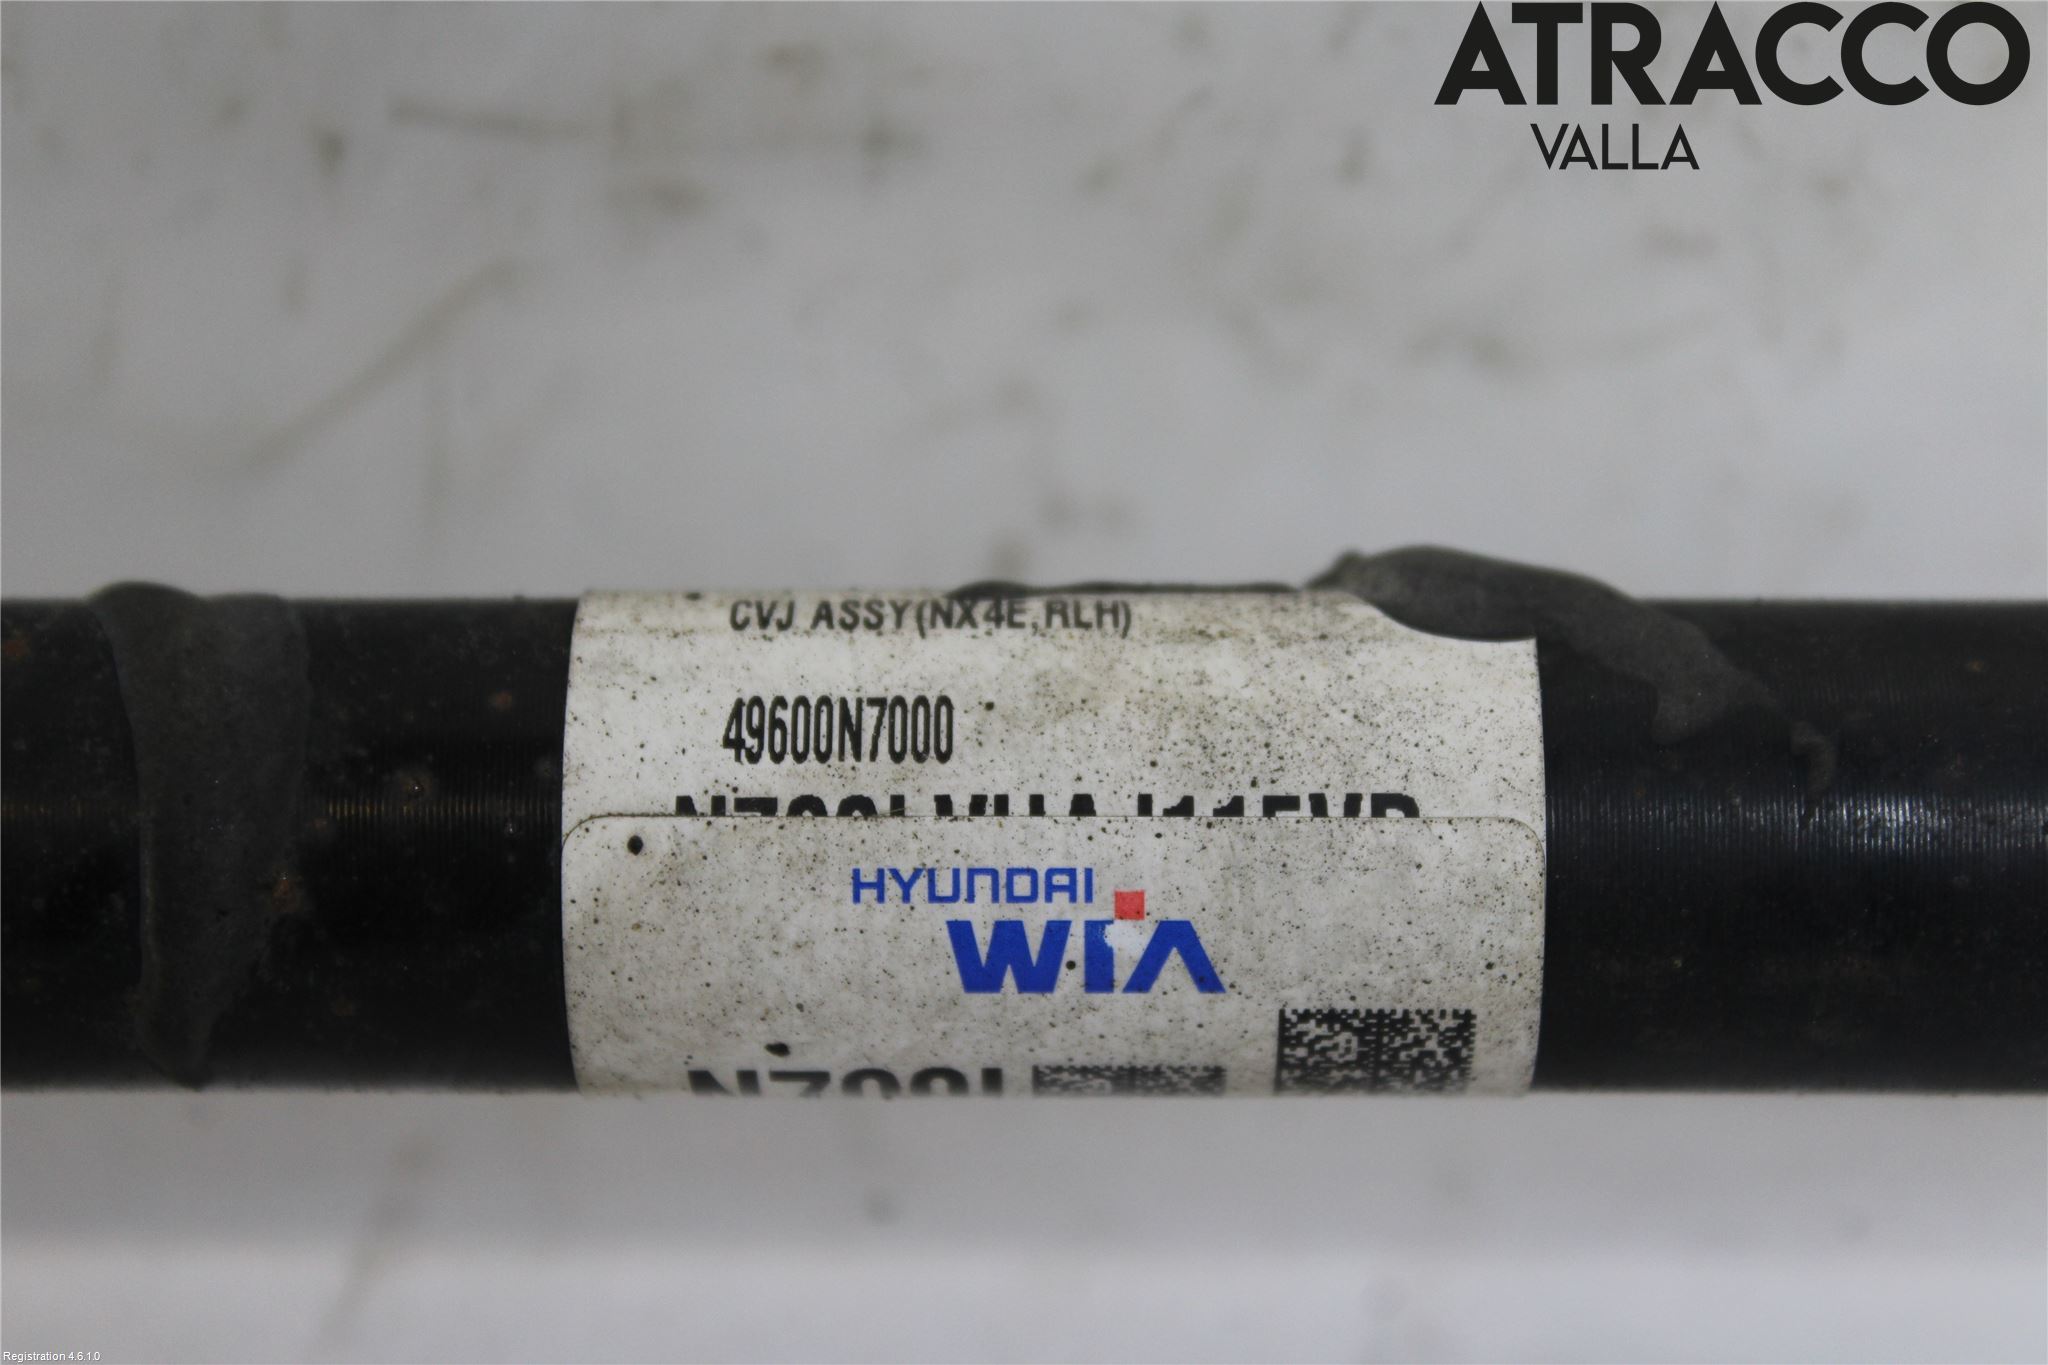 ATRACCO
VALLA
CVJ ASSY(NX4E,RLH)
49600N7000
HYUNDAI
WIA
Registration 4.6.1.0